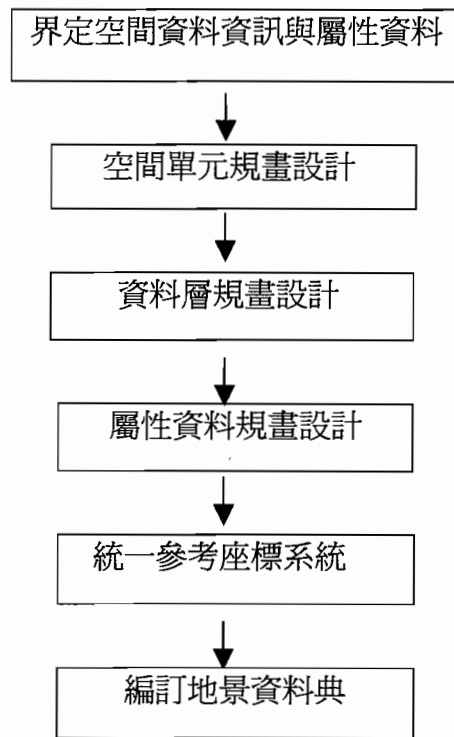 界定空間資料資訊與屬性資料
空間單元規畫設計
資料層規畫設計
屬性資料規畫設計
統一參考座標系統
編訂地景資料典